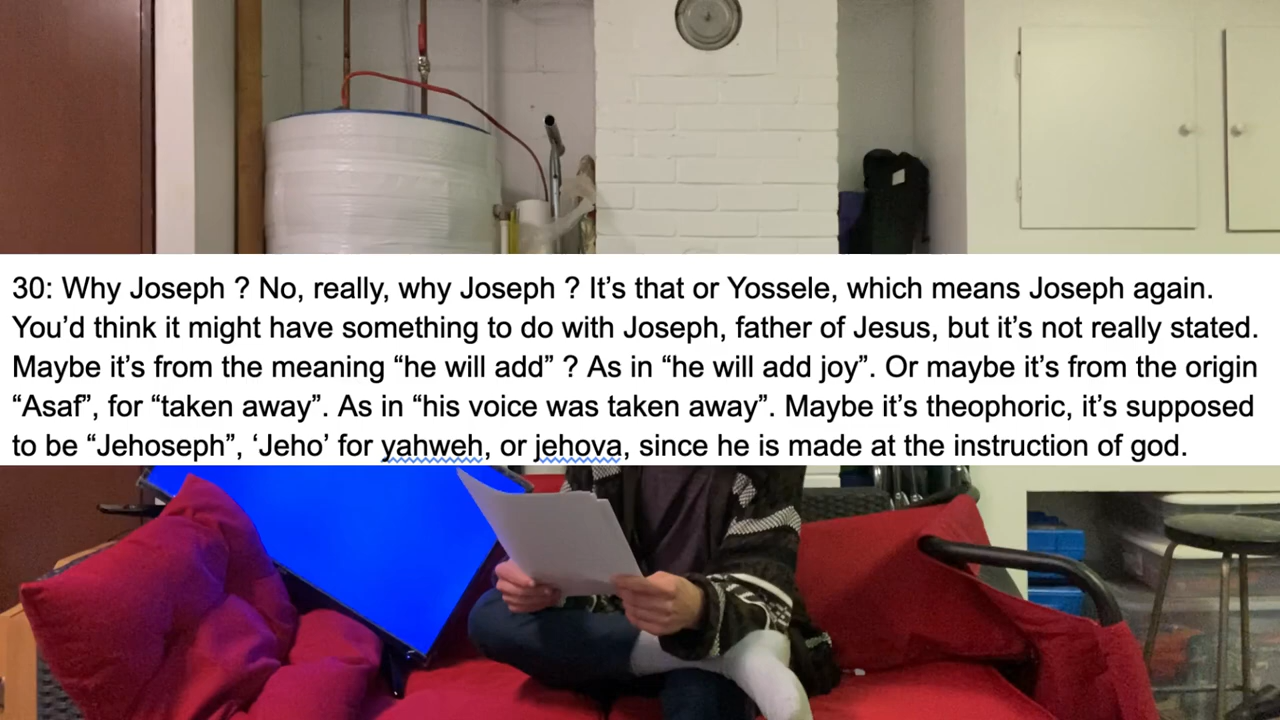 30: Why Joseph ? No, really, why Joseph ? It’s that or Yossele, which means Joseph again.
You’d think it might have something to do with Joseph, father of Jesus, but it’s not really stated.
Maybe it’s from the meaning “he will add” ? As in “he will add joy”. Or maybe it’s from the origin
“Asaf”, for “taken away”. As in “his voice was taken away”. Maybe it’s theophoric, it’s supposed
to be “Jehoseph”, ‘Jeho’ for yahweh, or jehova, since he is made at the instruction of god.